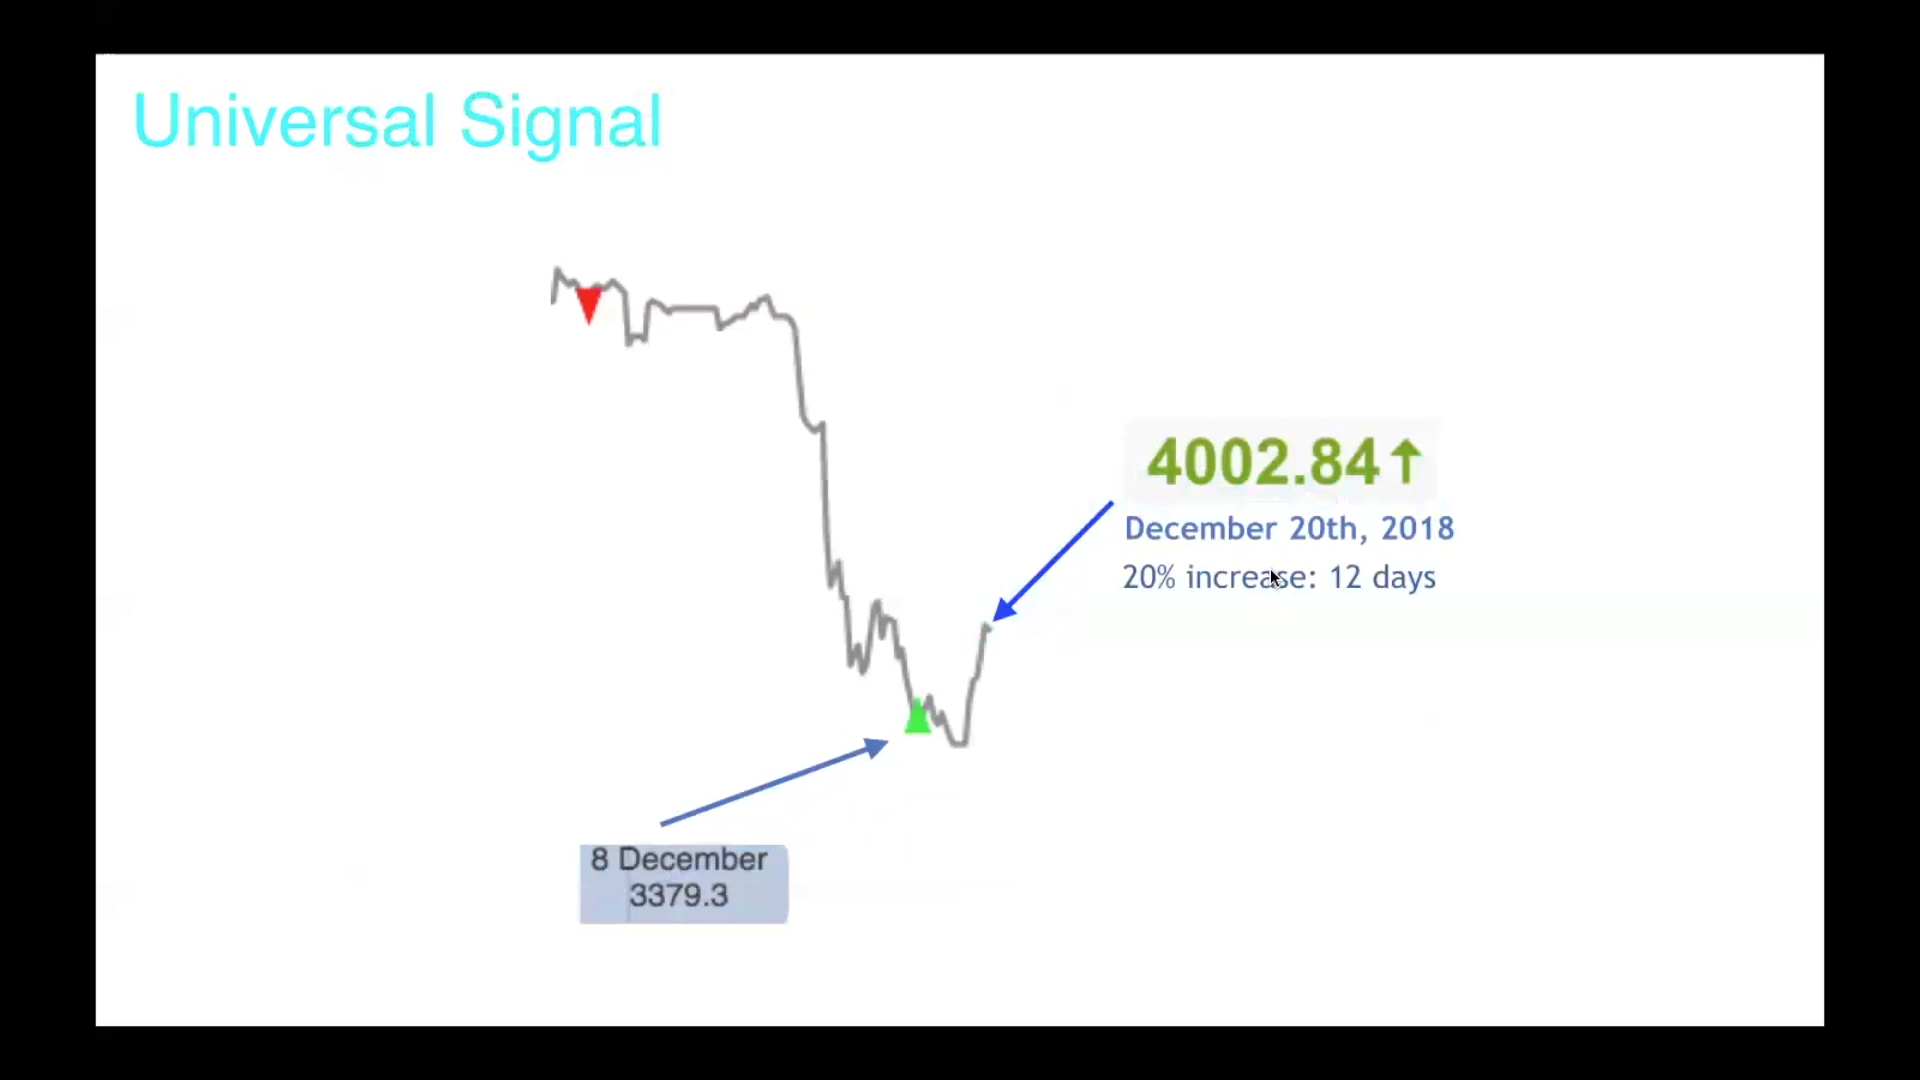 Universal Signal
4002.84↑
December 20th, 2018
20% increase: 12 days
8 December
3379.3